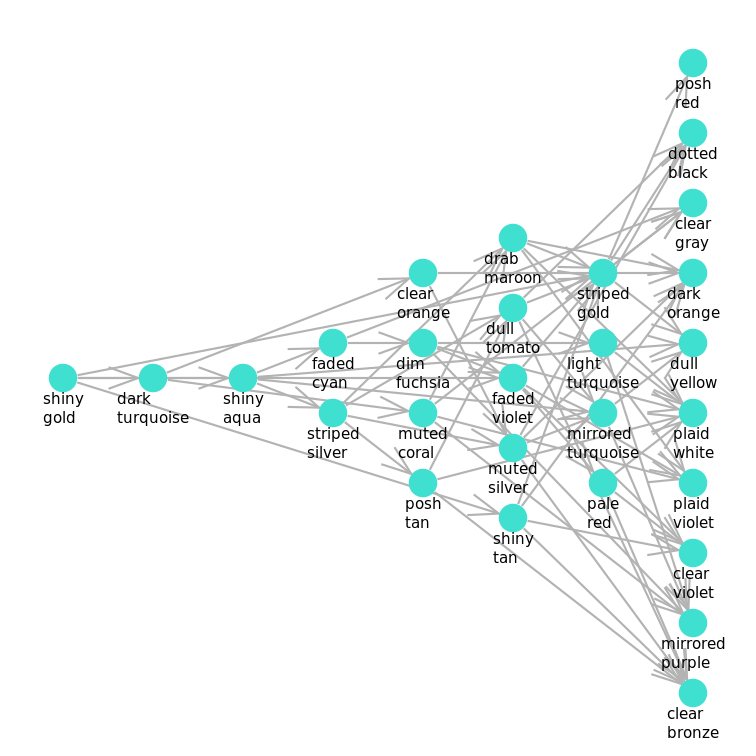 posh
red
dotted
black
clear
gray
drab
maroon
clear
orange
striped
gold
dark
orange
dull
tomato
faded
cyan
dim
fuchsia
light
turquoise
dull
yellow
shiny
gold
dark
turquoise
shiny
aqua
faded
violet
striped
silver
muted
coral
mirrored
turquoise
plaid
white
muted
silver
posh
tan
pale
red
plaid
violet
shiny
tan
clear
violet
mirrored
purple
clear
bronze